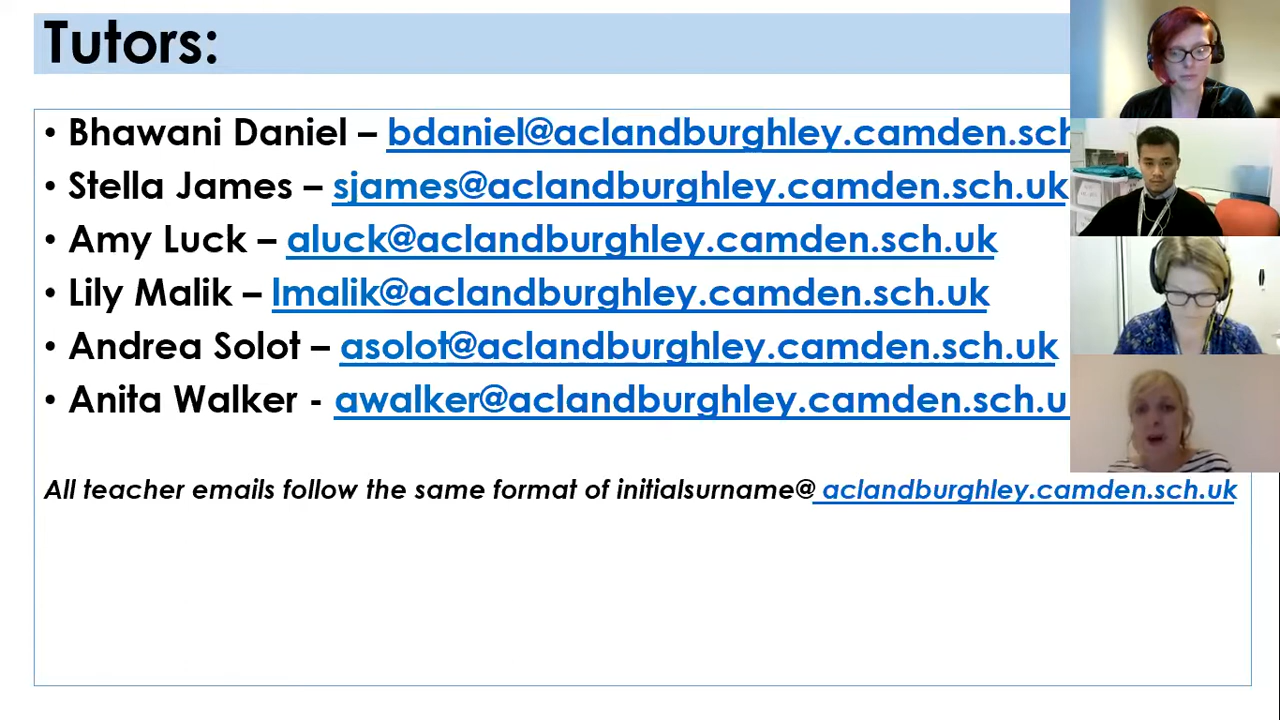 Tutors:
• Bhawani Daniel – bdaniel@aclandburghley.camden.sch
• Stella James – sjames@aclandburghley.camden.sch.uk
• Amy Luck – aluck@aclandburghley.camden.sch.uk
• Lily Malik – lmalik@aclandburghley.camden.sch.uk
• Andrea Solot – asolot@aclandburghley.camden.sch.uk
• Anita Walker - awalker@aclandburghley.camden.sch.u
All teacher emails follow the same format of initialsurname@ aclandburghley.camden.sch.uk